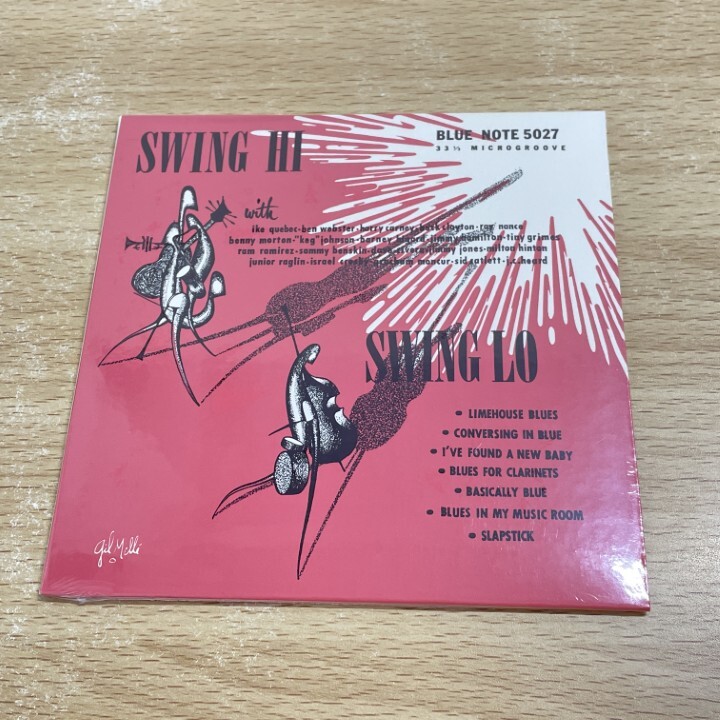 SWING HI
BLUE NOTE 5027
33 1/3 MICROGROOVE
with
ike quebec·ben webster·harry carney·buck clayton·ray nance
benny morton·"keg" johnson·barney bigard·jimmy hamilton·tiny grimes
ram ramirez·sammy benskin·dave rivera·jimmy jones·milton hinton
junior raglin·israel crosby·grachum moncur·sid catlett·j.c.heard
SWING LO
• LIMEHOUSE BLUES
• CONVERSING IN BLUE
• I'VE FOUND A NEW BABY
• BLUES FOR CLARINETS
• BASICALLY BLUE
• BLUES IN MY MUSIC ROOM
• SLAPSTICK
gil Mellé